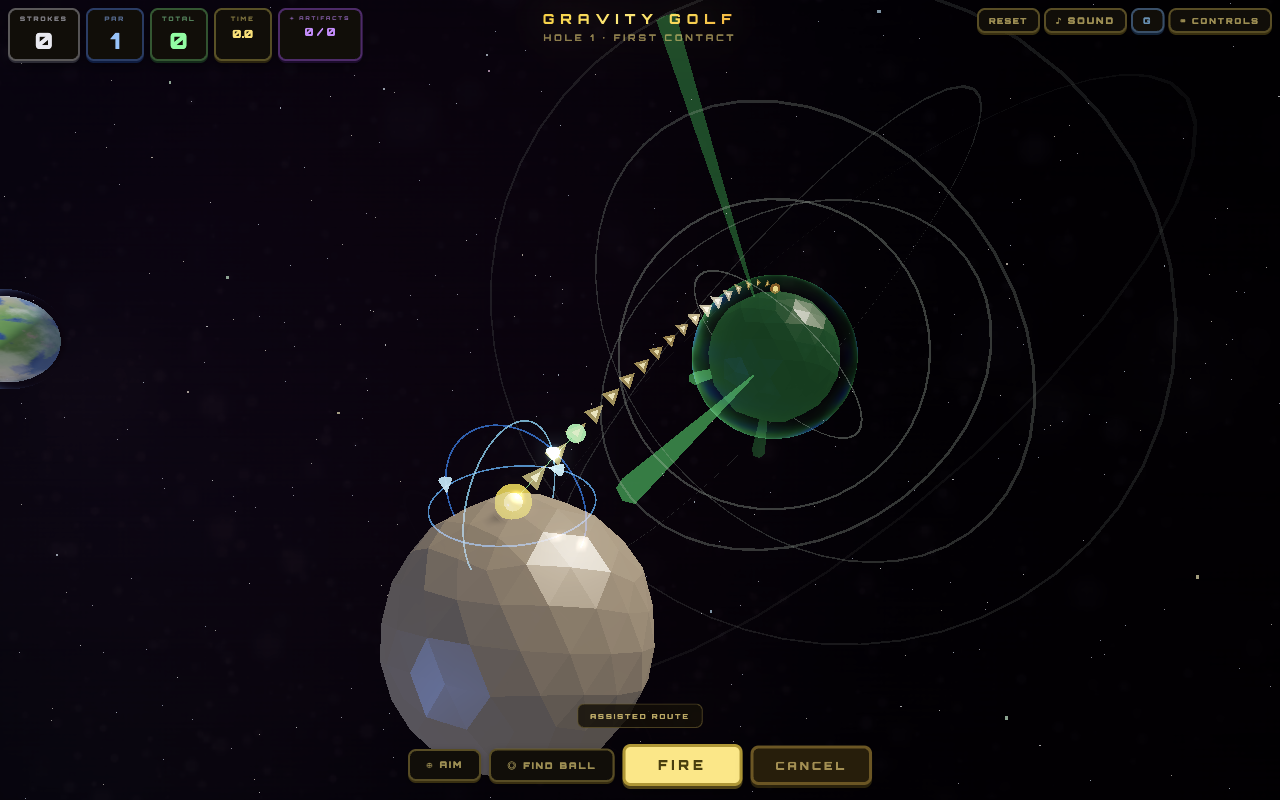 STROKES
0
PAR
1
TOTAL
0
TIME
0.0
✦ ARTIFACTS
0/0
GRAVITY GOLF
HOLE 1 · FIRST CONTACT
RESET
♪ SOUND
G
CONTROLS
ASSISTED ROUTE
⊕ AIM
◎ FIND BALL
FIRE
CANCEL